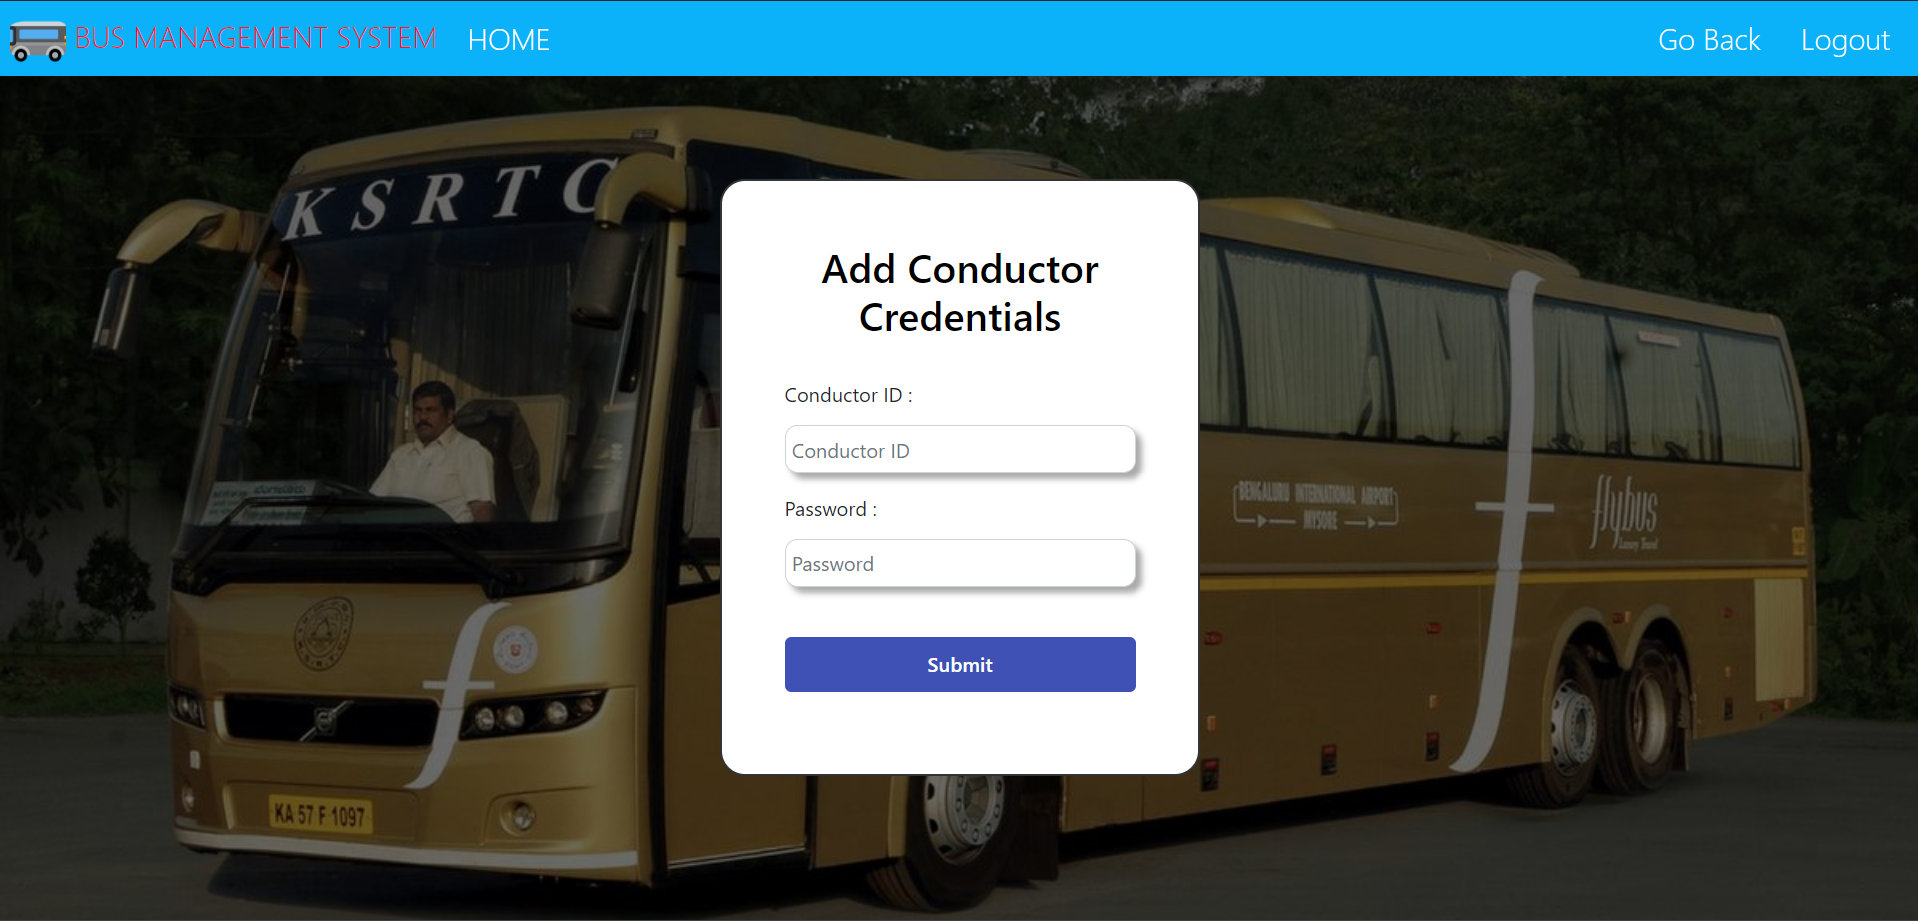 BUS MANAGEMENT SYSTEM
HOME
Go Back
Logout
KSRTC
Add Conductor
Credentials
Conductor ID :
Conductor ID
Password :
Password
Submit
BENGALURU INTERNATIONAL AIRPORT
MYSORE
flybus
Luxury Travel
KA 57 F 1097